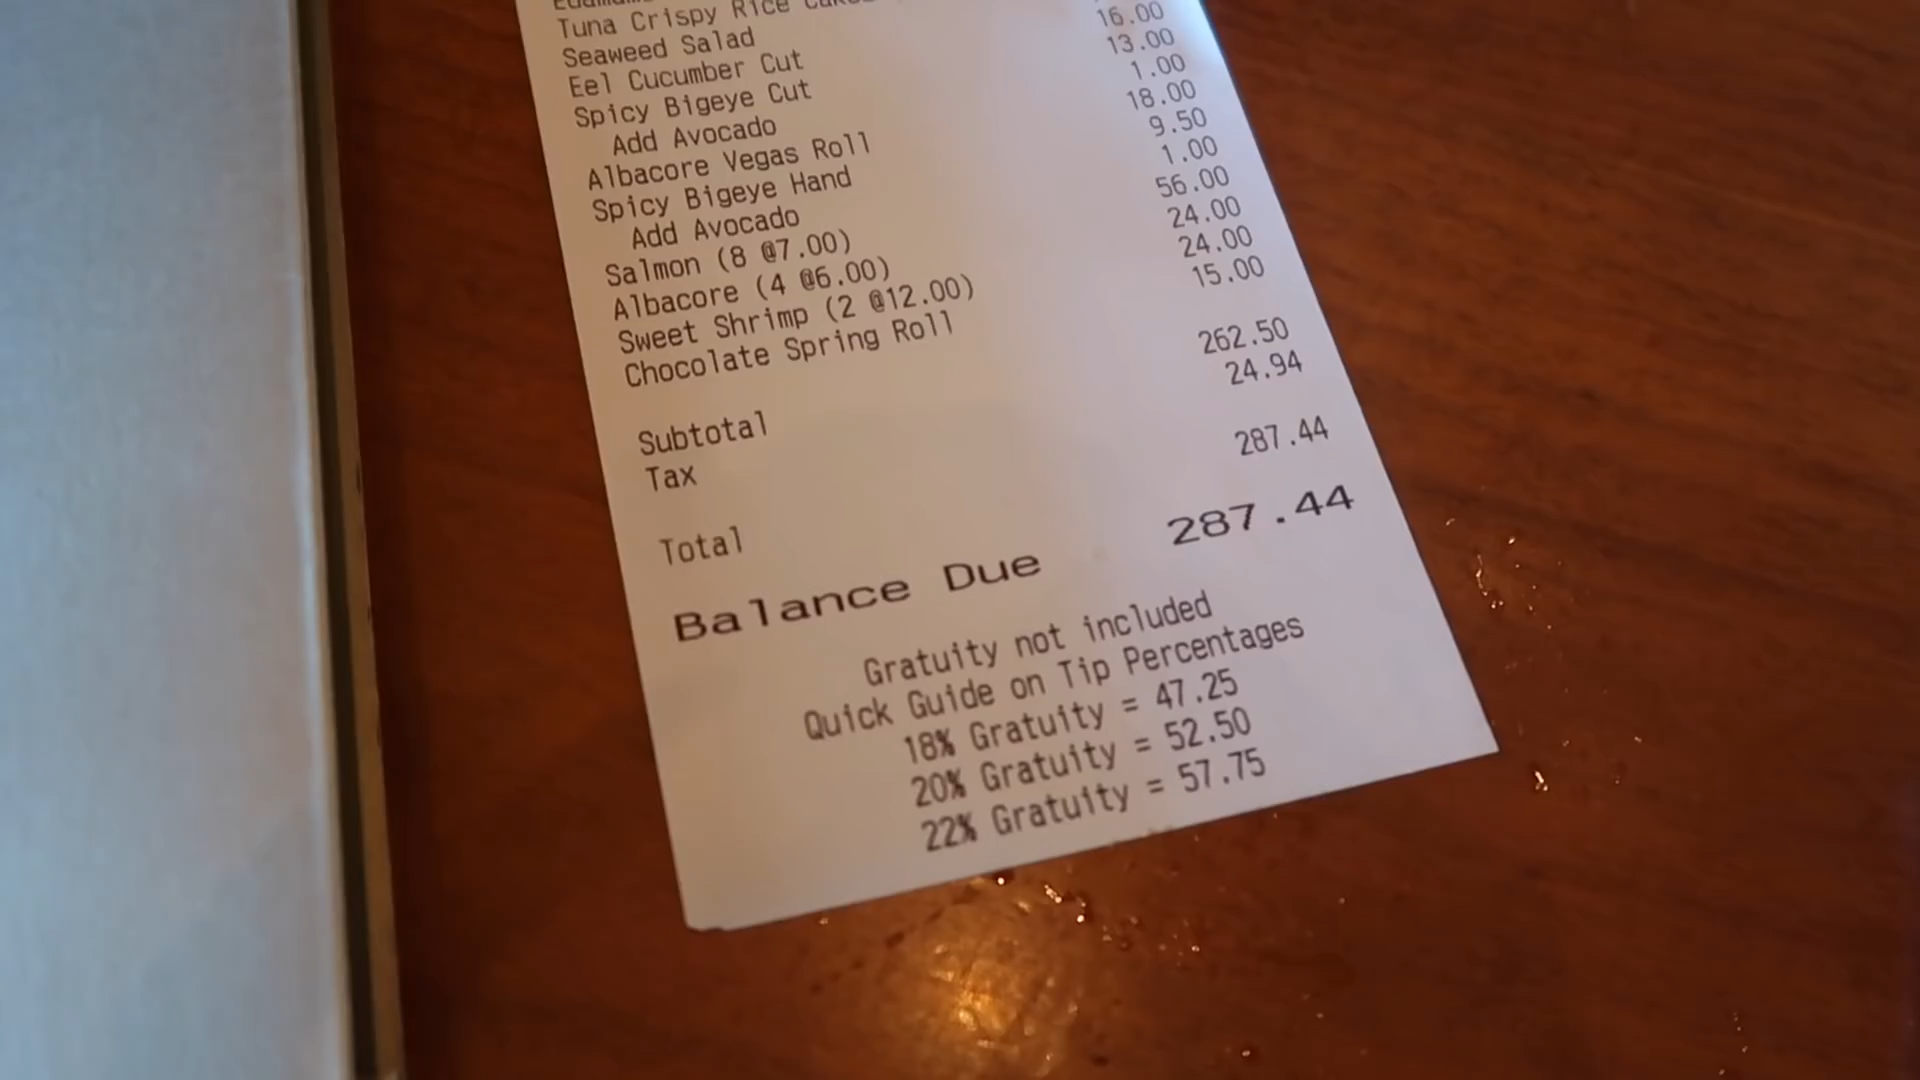 Tuna Crispy Rice
Seaweed Salad
Eel Cucumber Cut 16.00
Spicy Bigeye Cut 13.00
Add Avocado 1.00
Albacore Vegas Roll 18.00
Spicy Bigeye Hand 9.50
Add Avocado 1.00
Salmon (8 @7.00) 56.00
Albacore (4 @6.00) 24.00
Sweet Shrimp (2 @12.00) 24.00
Chocolate Spring Roll 15.00
Subtotal 262.50
Tax 24.94
Total 287.44
Balance Due 287.44
Gratuity not included
Quick Guide on Tip Percentages
18% Gratuity = 47.25
20% Gratuity = 52.50
22% Gratuity = 57.75